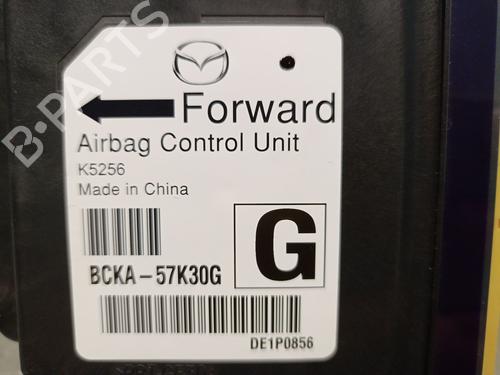 B·PARTS
Forward
Airbag Control Unit
K5256
Made in China
G
BCKA-57K30G
DE1P0856